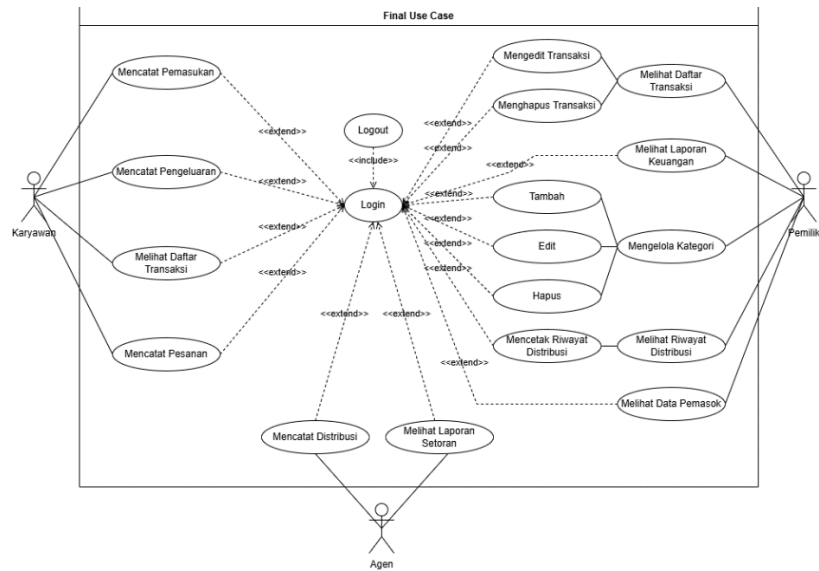 Final Use Case
Mencatat Pemasukan
Mengedit Transaksi
Melihat Daftar
Transaksi
Menghapus Transaksi
<<extend>>
<<extend>>
Logout
<<extend>>
<<include>>
Melihat Laporan
Keuangan
<<extend>>
Mencatat Pengeluaran
<<extend>>
<<extend>>
Tambah
Login
Karyawan
Pemilik
<<extend>>
Edit
Mengelola Kategori
<<extend>>
Melihat Daftar
Transaksi
<<extend>>
<<extend>>
<<extend>>
Hapus
<<extend>>
<<extend>>
Mencatat Pesanan
Mencetak Riwayat
Distribusi
Melihat Riwayat
Distribusi
<<extend>>
Melihat Data Pemasok
Mencatat Distribusi
Melihat Laporan
Setoran
Agen